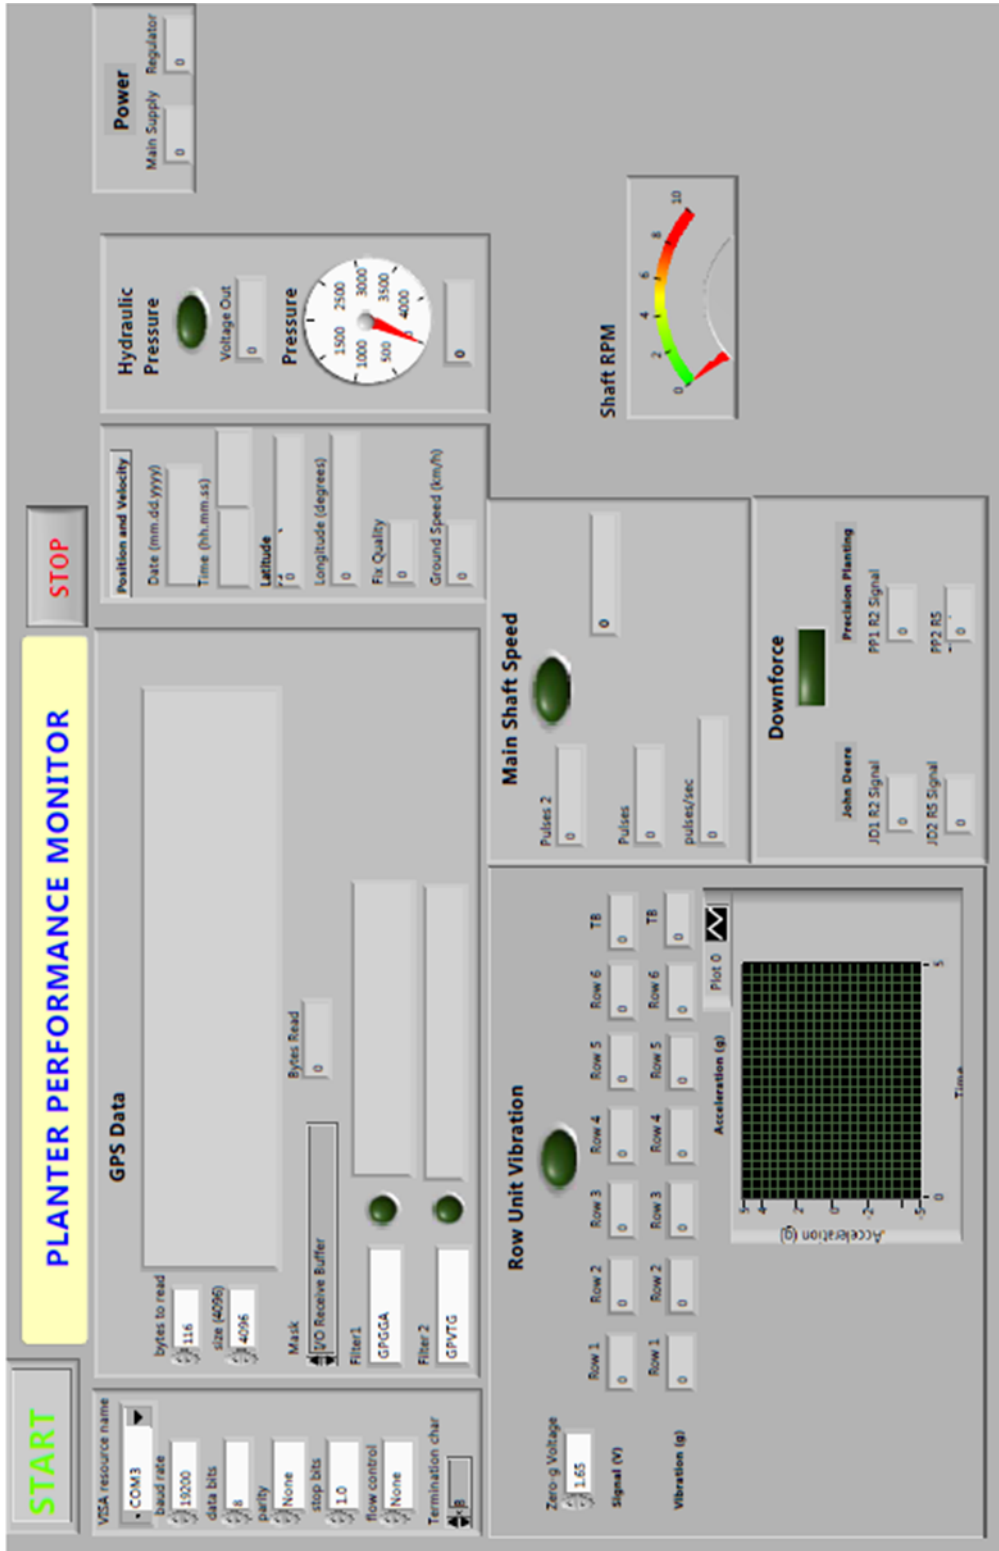 START
PLANTER PERFORMANCE MONITOR
STOP
VISA resource name
COM3
baud rate
19200
data bits
8
parity
None
stop bits
1.0
flow control
None
Termination char
GPS Data
bytes to read
116
size (4096)
4096
Mask
I/O Receive Buffer
Bytes Read
0
Filter1
GPGGA
Filter 2
GPVTG
Position and Velocity
Date (mm.dd.yyyy)
Time (hh.mm.ss)
Latitude
0
Longitude (degrees)
0
Fix Quality
0
Ground Speed (km/h)
0
Hydraulic
Pressure
Voltage Out
0
Pressure
0 500 1000 1500 2500 3000 3500 4000
0
Power
Main Supply Regulator
0 0
Row Unit Vibration
Zero-g Voltage
1.65
Row 1 Row 2 Row 3 Row 4 Row 5 Row 6 TB
Signal (V) 0 0 0 0 0 0 0
Row 1 Row 2 Row 3 Row 4 Row 5 Row 6 TB
Vibration (g) 0 0 0 0 0 0 0
Acceleration (g)
Plot 0
Acceleration (g)
5
4
2
0
-2
-5
0 5
Time
Main Shaft Speed
Pulses 2
0
0
Pulses
0
pulses/sec
0
Shaft RPM
0 2 4 6 8 10
Downforce
John Deere Precision Planting
JD1 R2 Signal PP1 R2 Signal
0 0
JD2 R5 Signal PP2 R5
0 0